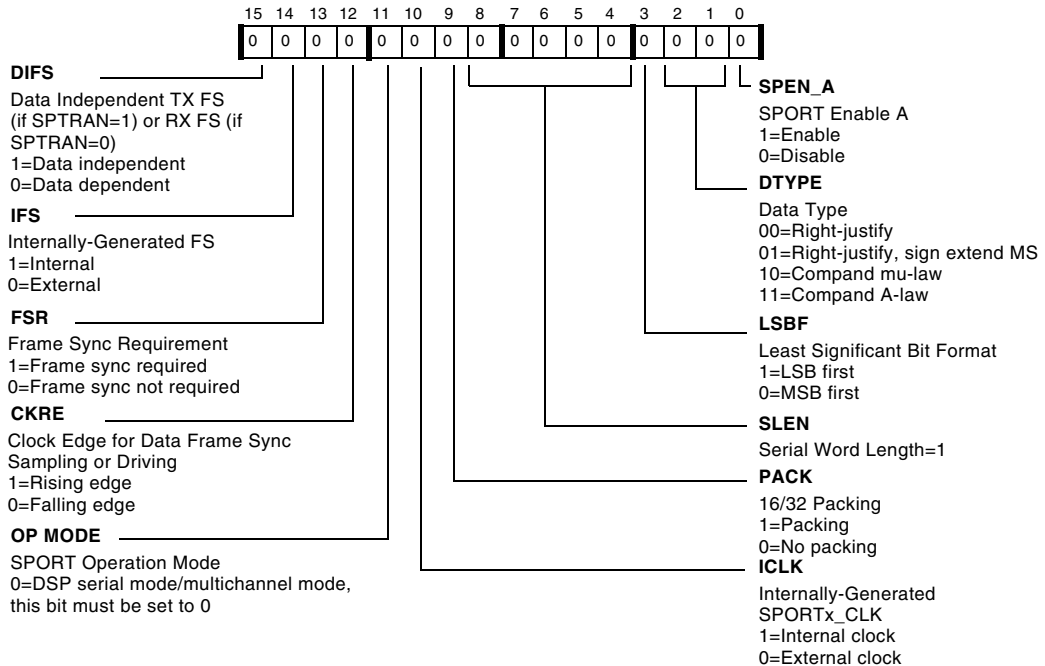 15 14 13 12 11 10 9 8 7 6 5 4 3 2 1 0
0 0 0 0 0 0 0 0 0 0 0 0 0 0 0 0
DIFS
Data Independent TX FS
(if SPTRAN=1) or RX FS (if
SPTRAN=0)
1=Data independent
0=Data dependent
IFS
Internally-Generated FS
1=Internal
0=External
FSR
Frame Sync Requirement
1=Frame sync required
0=Frame sync not required
CKRE
Clock Edge for Data Frame Sync
Sampling or Driving
1=Rising edge
0=Falling edge
OP MODE
SPORT Operation Mode
0=DSP serial mode/multichannel mode,
this bit must be set to 0
SPEN_A
SPORT Enable A
1=Enable
0=Disable
DTYPE
Data Type
00=Right-justify
01=Right-justify, sign extend MS
10=Compand mu-law
11=Compand A-law
LSBF
Least Significant Bit Format
1=LSB first
0=MSB first
SLEN
Serial Word Length=1
PACK
16/32 Packing
1=Packing
0=No packing
ICLK
Internally-Generated
SPORTx_CLK
1=Internal clock
0=External clock